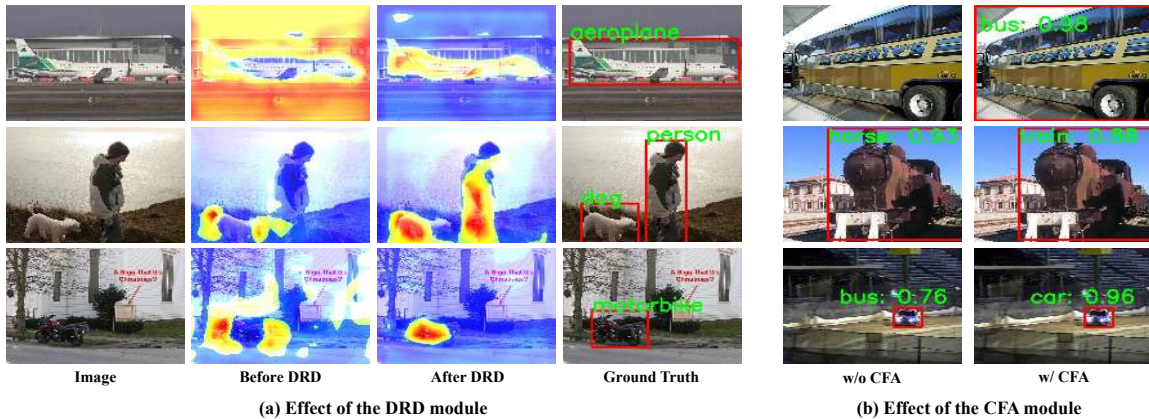 aeroplane
bus: 0.98
person
dog
horse: 0.93
train: 0.88
motorbike
bus: 0.76
car: 0.96
Image
Before DRD
After DRD
Ground Truth
w/o CFA
w/ CFA
(a) Effect of the DRD module
(b) Effect of the CFA module